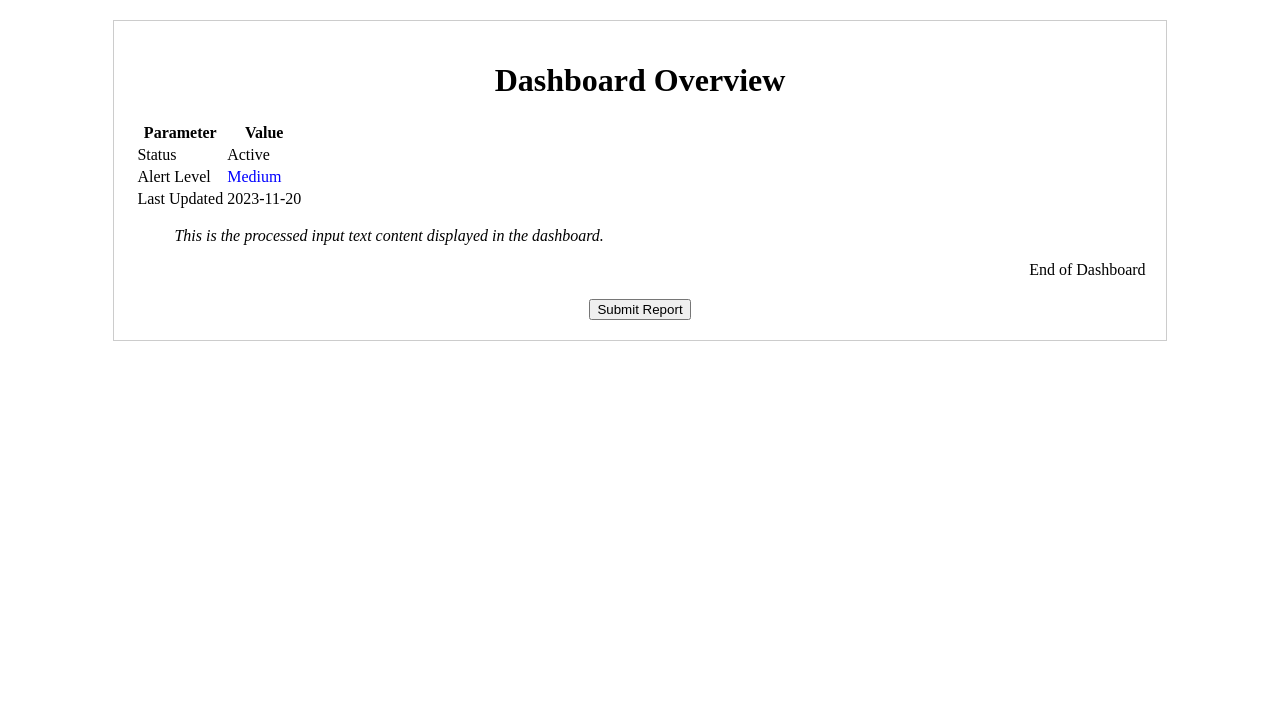 Dashboard Overview
Parameter Value
Status Active
Alert Level Medium
Last Updated 2023-11-20
This is the processed input text content displayed in the dashboard.
End of Dashboard
Submit Report